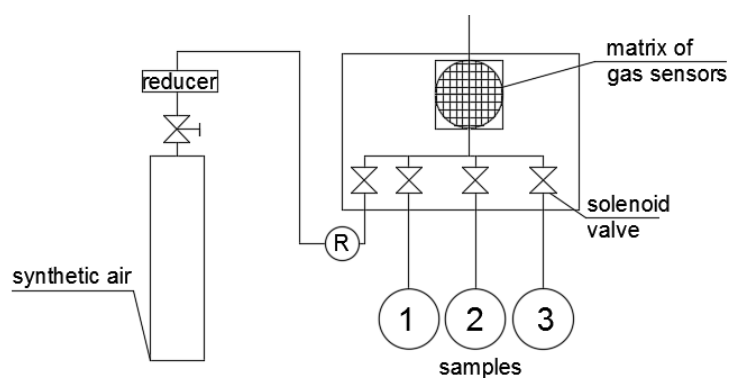 matrix of
gas sensors
reducer
solenoid
valve
R
synthetic air
1 2 3
samples